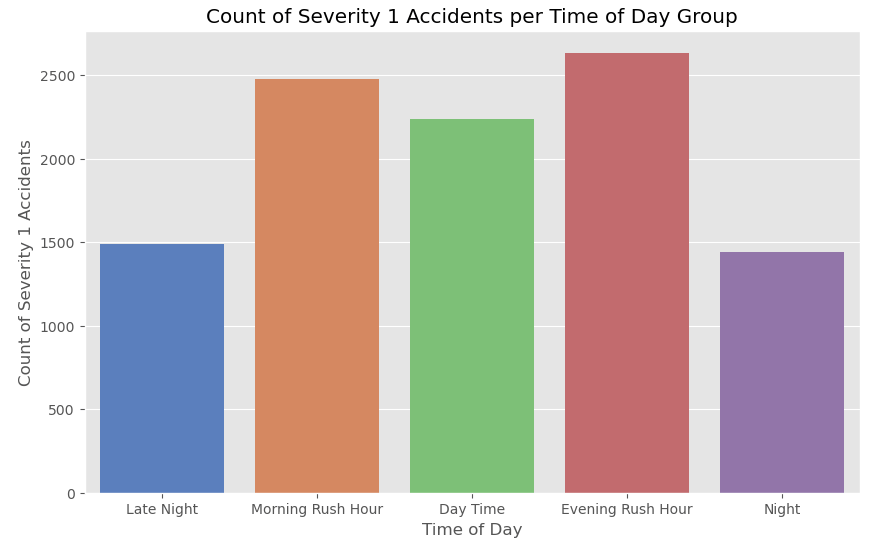 Count of Severity 1 Accidents per Time of Day Group
Count of Severity 1 Accidents
2500
2000
1500
1000
500
0
Late Night
Morning Rush Hour
Day Time
Evening Rush Hour
Night
Time of Day